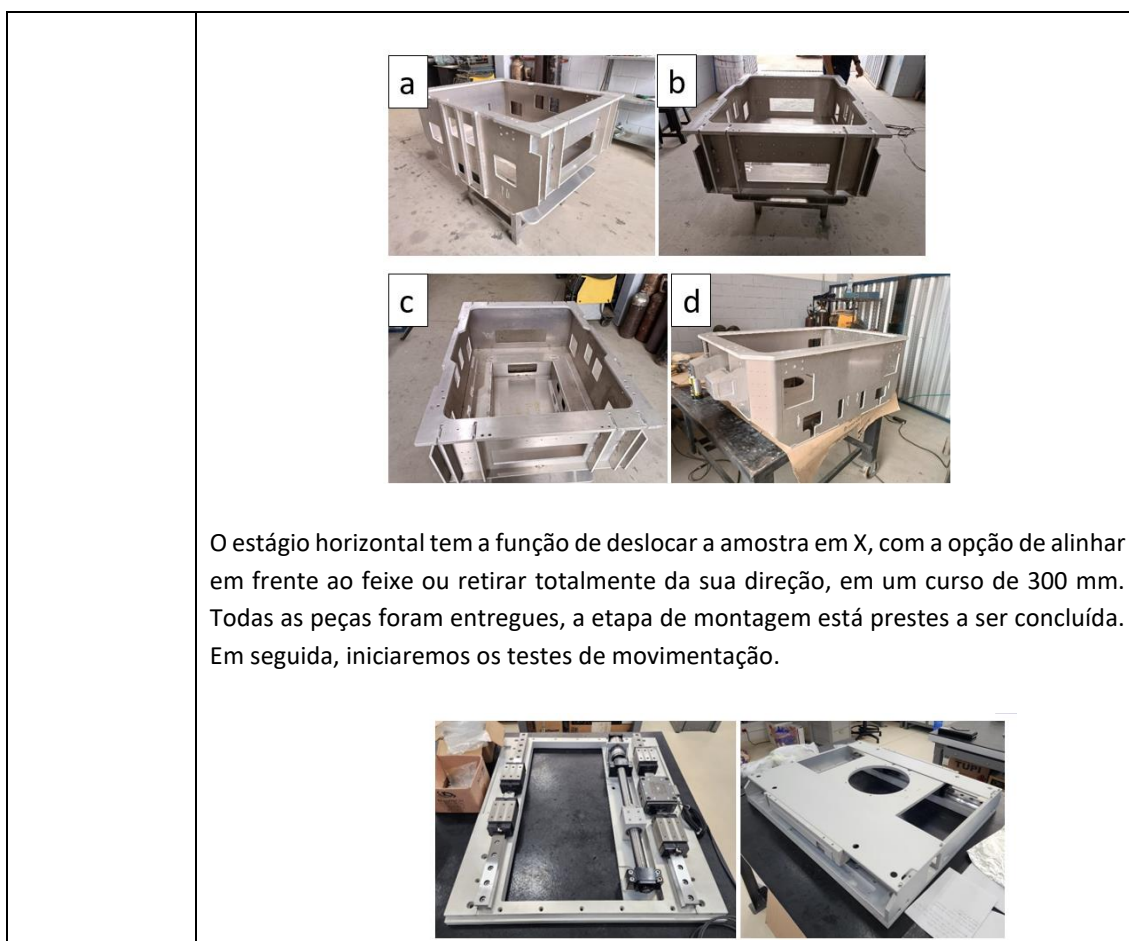 a
b
c
d
O estágio horizontal tem a função de deslocar a amostra em X, com a opção de alinhar
em frente ao feixe ou retirar totalmente da sua direção, em um curso de 300 mm.
Todas as peças foram entregues, a etapa de montagem está prestes a ser concluída.
Em seguida, iniciaremos os testes de movimentação.
TUPI